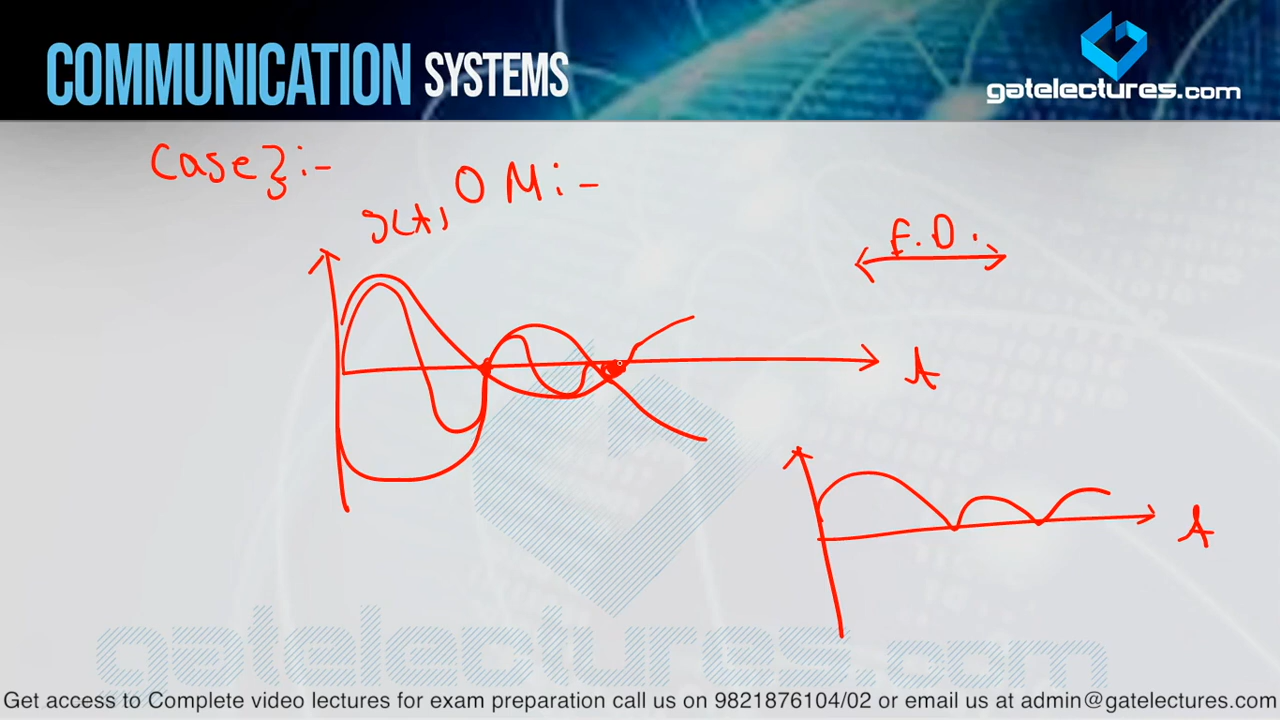 COMMUNICATION SYSTEMS
gatelectures.com
Case 3 :-
O M :-
s(t)
E.D.
t
t
gatelectures.com
Get access to Complete video lectures for exam preparation call us on 9821876104/02 or email us at admin@gatelectures.com